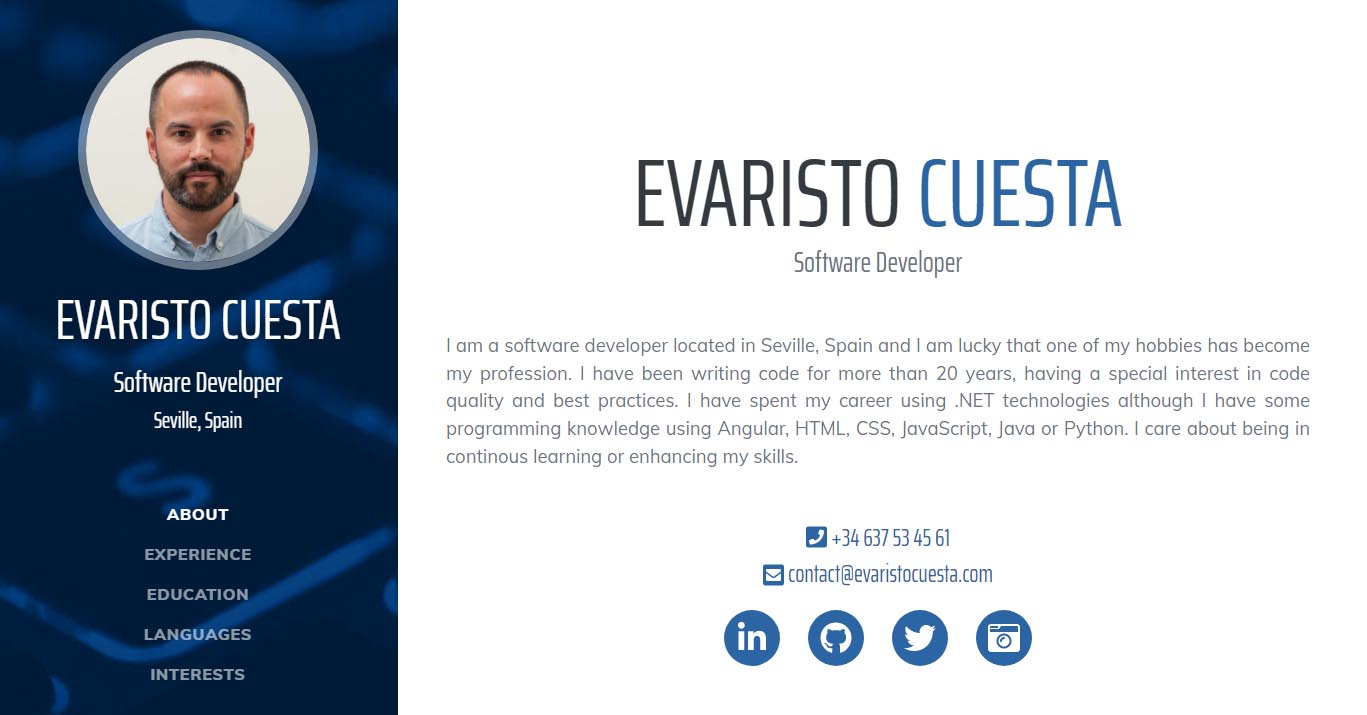 EVARISTO CUESTA
Software Developer
Seville, Spain
ABOUT
EXPERIENCE
EDUCATION
LANGUAGES
INTERESTS
EVARISTO CUESTA
Software Developer
I am a software developer located in Seville, Spain and I am lucky that one of my hobbies has become
my profession. I have been writing code for more than 20 years, having a special interest in code
quality and best practices. I have spent my career using .NET technologies although I have some
programming knowledge using Angular, HTML, CSS, JavaScript, Java or Python. I care about being in
continous learning or enhancing my skills.
+34 637 53 45 61
contact@evaristocuesta.com
in